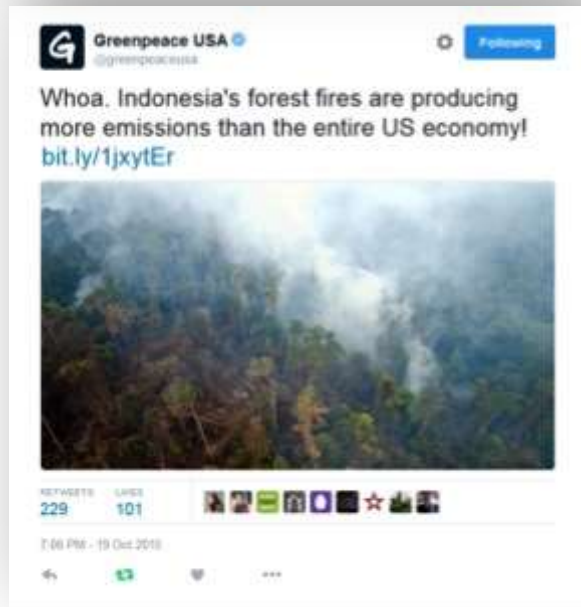 Greenpeace USA
@greenpeaceusa
Following
Whoa. Indonesia's forest fires are producing
more emissions than the entire US economy!
bit.ly/1jxytEr
RETWEETS LIKES
229 101
7:06 PM - 19 Oct 2015